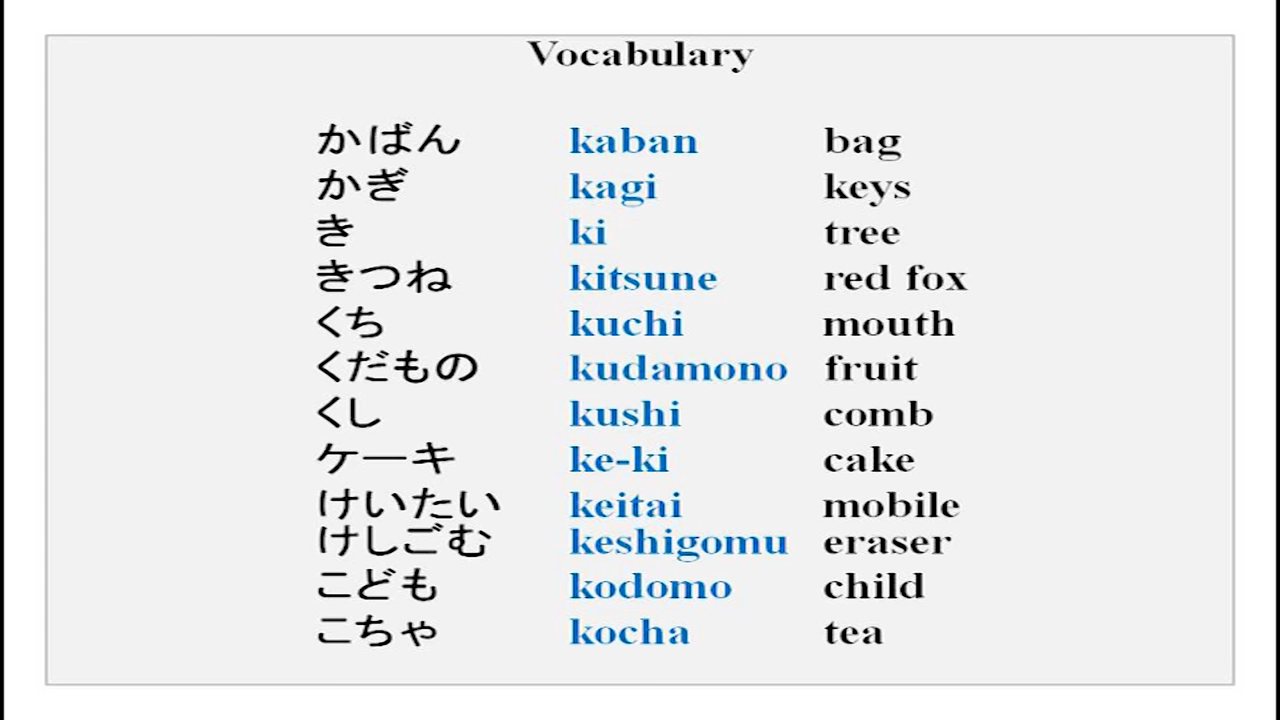 Vocabulary
かばん kaban bag
かぎ kagi keys
き ki tree
きつね kitsune red fox
くち kuchi mouth
くだもの kudamono fruit
くし kushi comb
ケーキ ke-ki cake
けいたい keitai mobile
けしごむ keshigomu eraser
こども kodomo child
こちゃ kocha tea